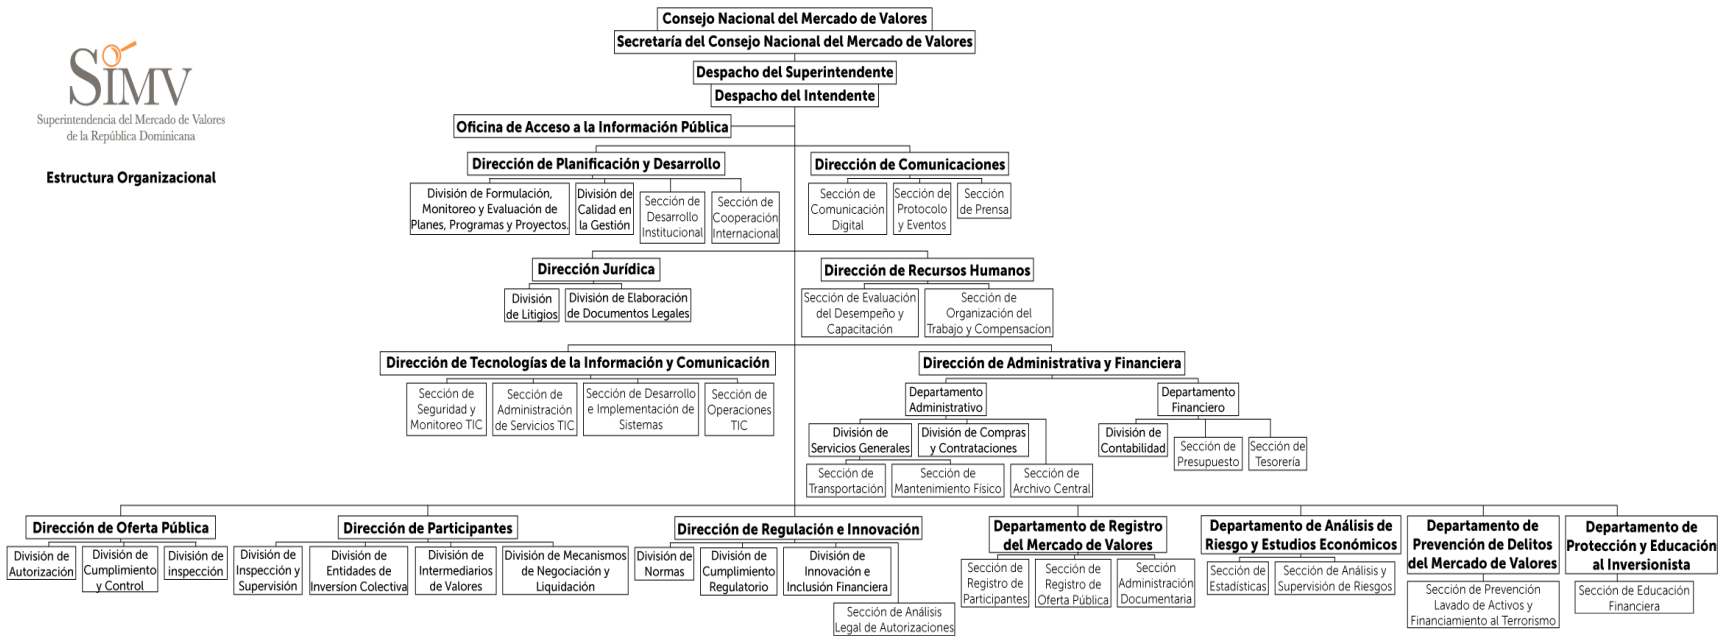 Consejo Nacional del Mercado de Valores
Secretaría del Consejo Nacional del Mercado de Valores
SIMV
Superintendencia del Mercado de Valores
de la República Dominicana
Estructura Organizacional
Despacho del Superintendente
Despacho del Intendente
Oficina de Acceso a la Información Pública
Dirección de Planificación y Desarrollo
División de Formulación,
Monitoreo y Evaluación de
Planes, Programas y Proyectos.
División de
Calidad en
la Gestión
Sección de
Desarrollo
Institucional
Sección de
Cooperación
Internacional
Dirección de Comunicaciones
Sección de
Comunicación
Digital
Sección de
Protocolo
y Eventos
Sección
de Prensa
Dirección Jurídica
División
de Litigios
División de Elaboración
de Documentos Legales
Dirección de Recursos Humanos
Sección de Evaluación
del Desempeño y
Capacitación
Sección de
Organización del
Trabajo y Compensacíon
Dirección de Tecnologías de la Información y Comunicación
Sección de
Seguridad y
Monitoreo TIC
Sección de
Administración
de Servicios TIC
Sección de Desarrollo
e Implementación de
Sistemas
Sección de
Operaciones
TIC
Dirección de Administrativa y Financiera
Departamento
Administrativo
División de
Servicios Generales
División de Compras
y Contrataciones
Sección de
Transportación
Sección de
Mantenimiento Físico
Sección de
Archivo Central
Departamento
Financiero
División de
Contabilidad
Sección de
Presupuesto
Sección de
Tesorería
Dirección de Oferta Pública
División de
Autorización
División de
Cumplimiento
y Control
División de
inspección
Dirección de Participantes
División de
Inspección y
Supervisión
División de
Entidades de
Inversíon Colectiva
División de
Intermediarios
de Valores
División de Mecanismos
de Negociación y
Liquidación
Dirección de Regulación e Innovación
División de
Normas
División de
Cumplimiento
Regulatorio
División de
Innovación e
Inclusión Financiera
Sección de Análisis
Legal de Autorizaciones
Departamento de Registro
del Mercado de Valores
Sección de
Registro de
Participantes
Sección de
Registro de
Oferta Pública
Sección
Administración
Documentaria
Departamento de Análisis de
Riesgo y Estudios Económicos
Sección de
Estadísticas
Sección de Análisis y
Supervisión de Riesgos
Departamento de
Prevención de Delitos
del Mercado de Valores
Sección de Prevención
Lavado de Activos y
Financiamiento al Terrorismo
Departamento de
Protección y Educación
al Inversionista
Sección de Educación
Financiera